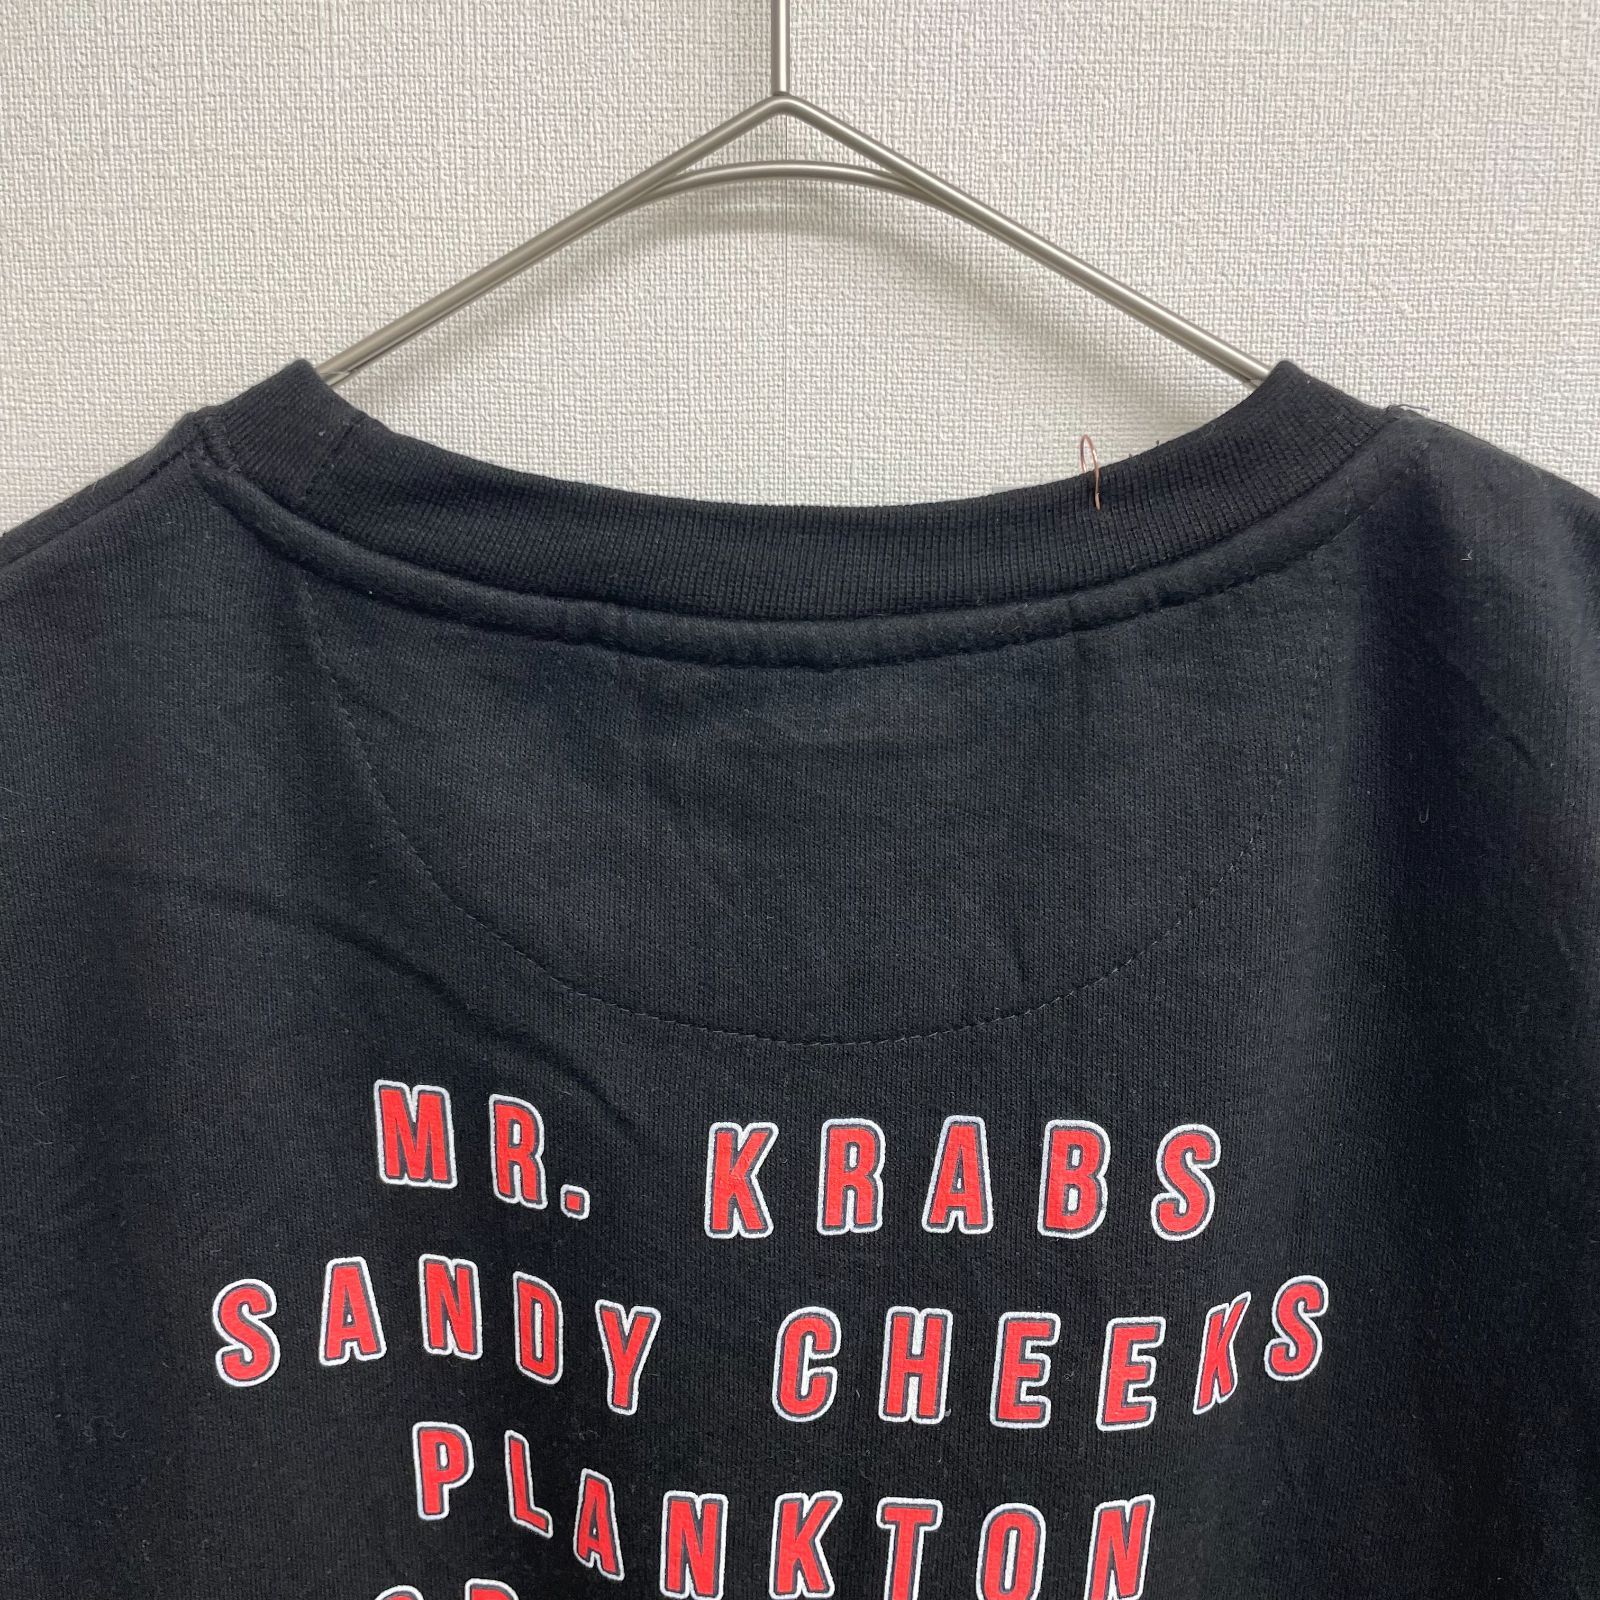 MR. KRABS
SANDY CHEEKS
PLANKTON